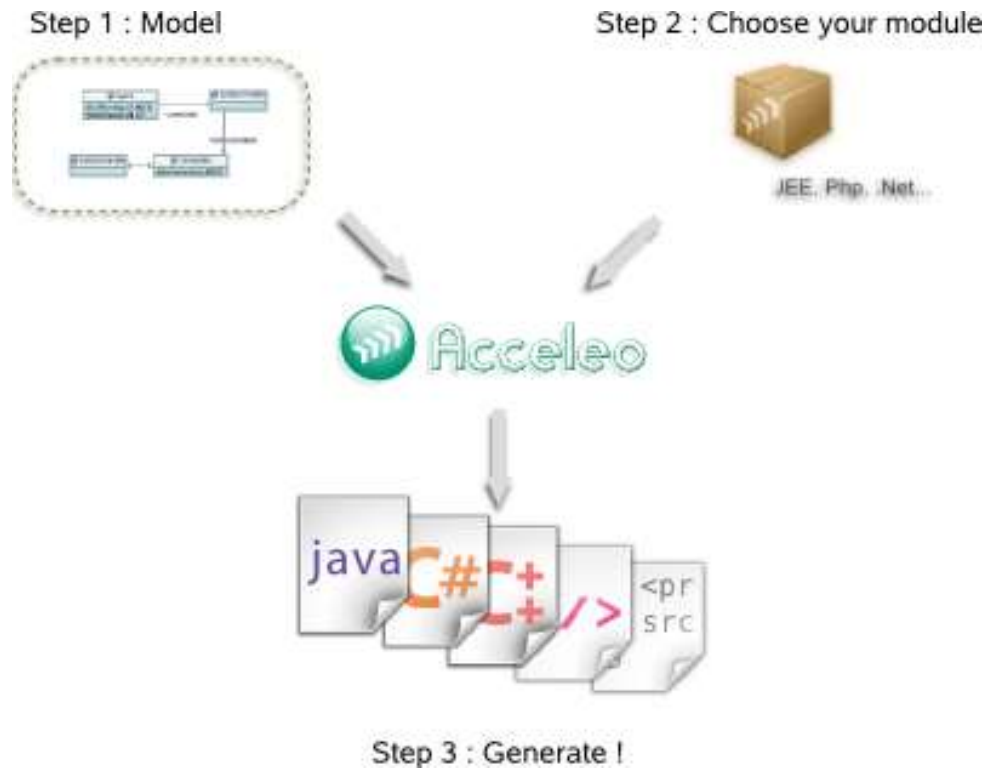 Step 1 : Model
Step 2 : Choose your module
JEE, Php, .Net...
Acceleo
java
C#
C++
/>
<pr
src
Step 3 : Generate !